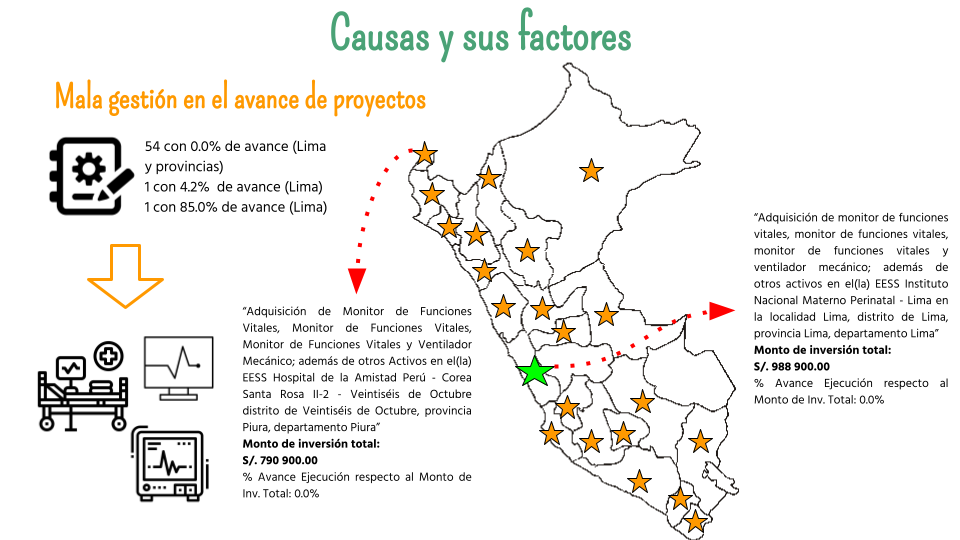 Causas y sus factores
Mala gestión en el avance de proyectos
54 con 0.0% de avance (Lima
y provincias)
1 con 4.2% de avance (Lima)
1 con 85.0% de avance (Lima)
“Adquisición de Monitor de Funciones
Vitales, Monitor de Funciones Vitales,
Monitor de Funciones Vitales y Ventilador
Mecánico; además de otros Activos en el(la)
EESS Hospital de la Amistad Perú - Corea
Santa Rosa II-2 - Veintiséis de Octubre
distrito de Veintiséis de Octubre, provincia
Piura, departamento Piura”
Monto de inversión total:
S/. 790 900.00
% Avance Ejecución respecto al Monto de
Inv. Total: 0.0%
“Adquisición de monitor de funciones
vitales, monitor de funciones vitales,
monitor de funciones vitales y
ventilador mecánico; además de
otros activos en el(la) EESS Instituto
Nacional Materno Perinatal - Lima en
la localidad Lima, distrito de Lima,
provincia Lima, departamento Lima”
Monto de inversión total:
S/. 988 900.00
% Avance Ejecución respecto al
Monto de Inv. Total: 0.0%